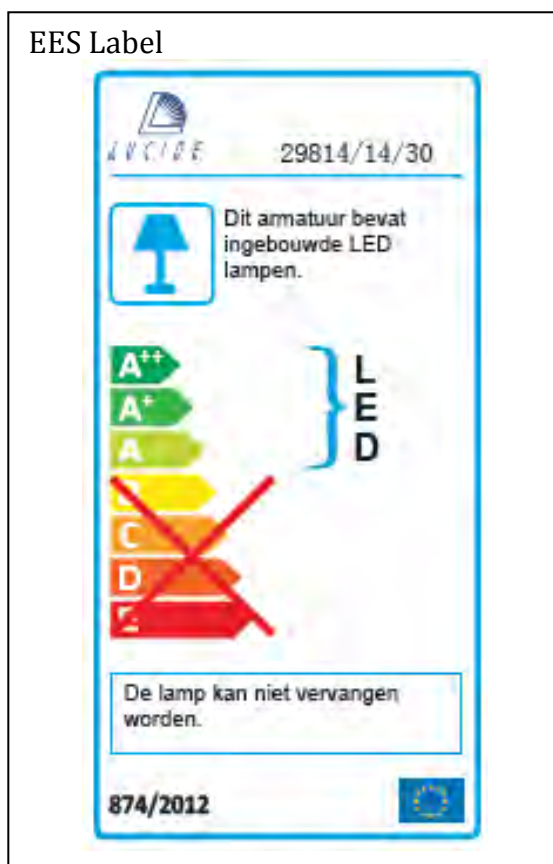 EES Label
LUCIDE
29814/14/30
Dit armatuur bevat
ingebouwde LED
lampen.
A++
A+
A
B
C
D
E
L
E
D
De lamp kan niet vervangen
worden.
874/2012